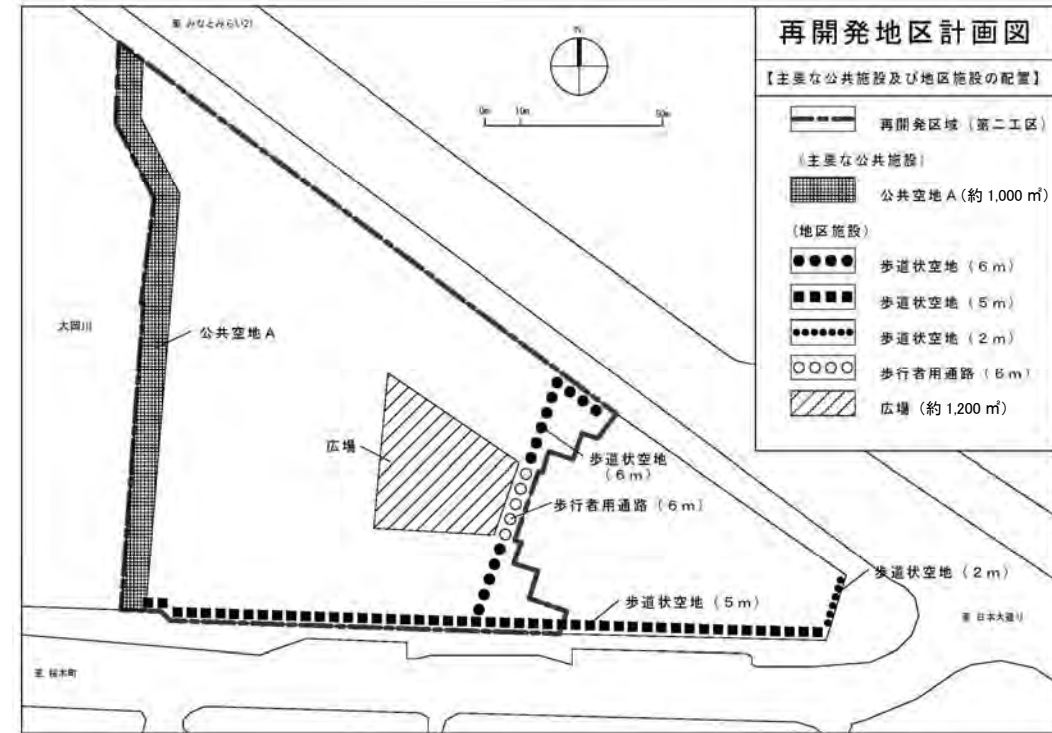 至 みなとみらい21
N
0m 10m 50m
再開発地区計画図
【主要な公共施設及び地区施設の配置】
再開発区域（第二工区）
(主要な公共施設)
公共空地A(約 1,000 ㎡)
(地区施設)
歩道状空地（6m）
歩道状空地（5m）
歩道状空地（2m）
歩行者用通路（6m）
広場（約 1,200 ㎡）
大岡川
公共空地A
広場
歩道状空地
（6m）
歩行者用通路（6m）
歩道状空地（2m）
歩道状空地（5m）
至 日本大通り
至 桜木町